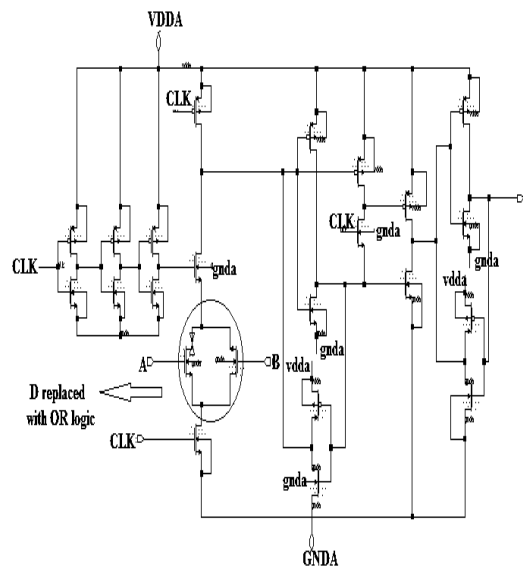 VDDA
CLK
CLK
gnda
CLK
gnda
gnda
vdda
gnda
A
B
vdda
D replaced
with OR logic
CLK
gnda
GNDA